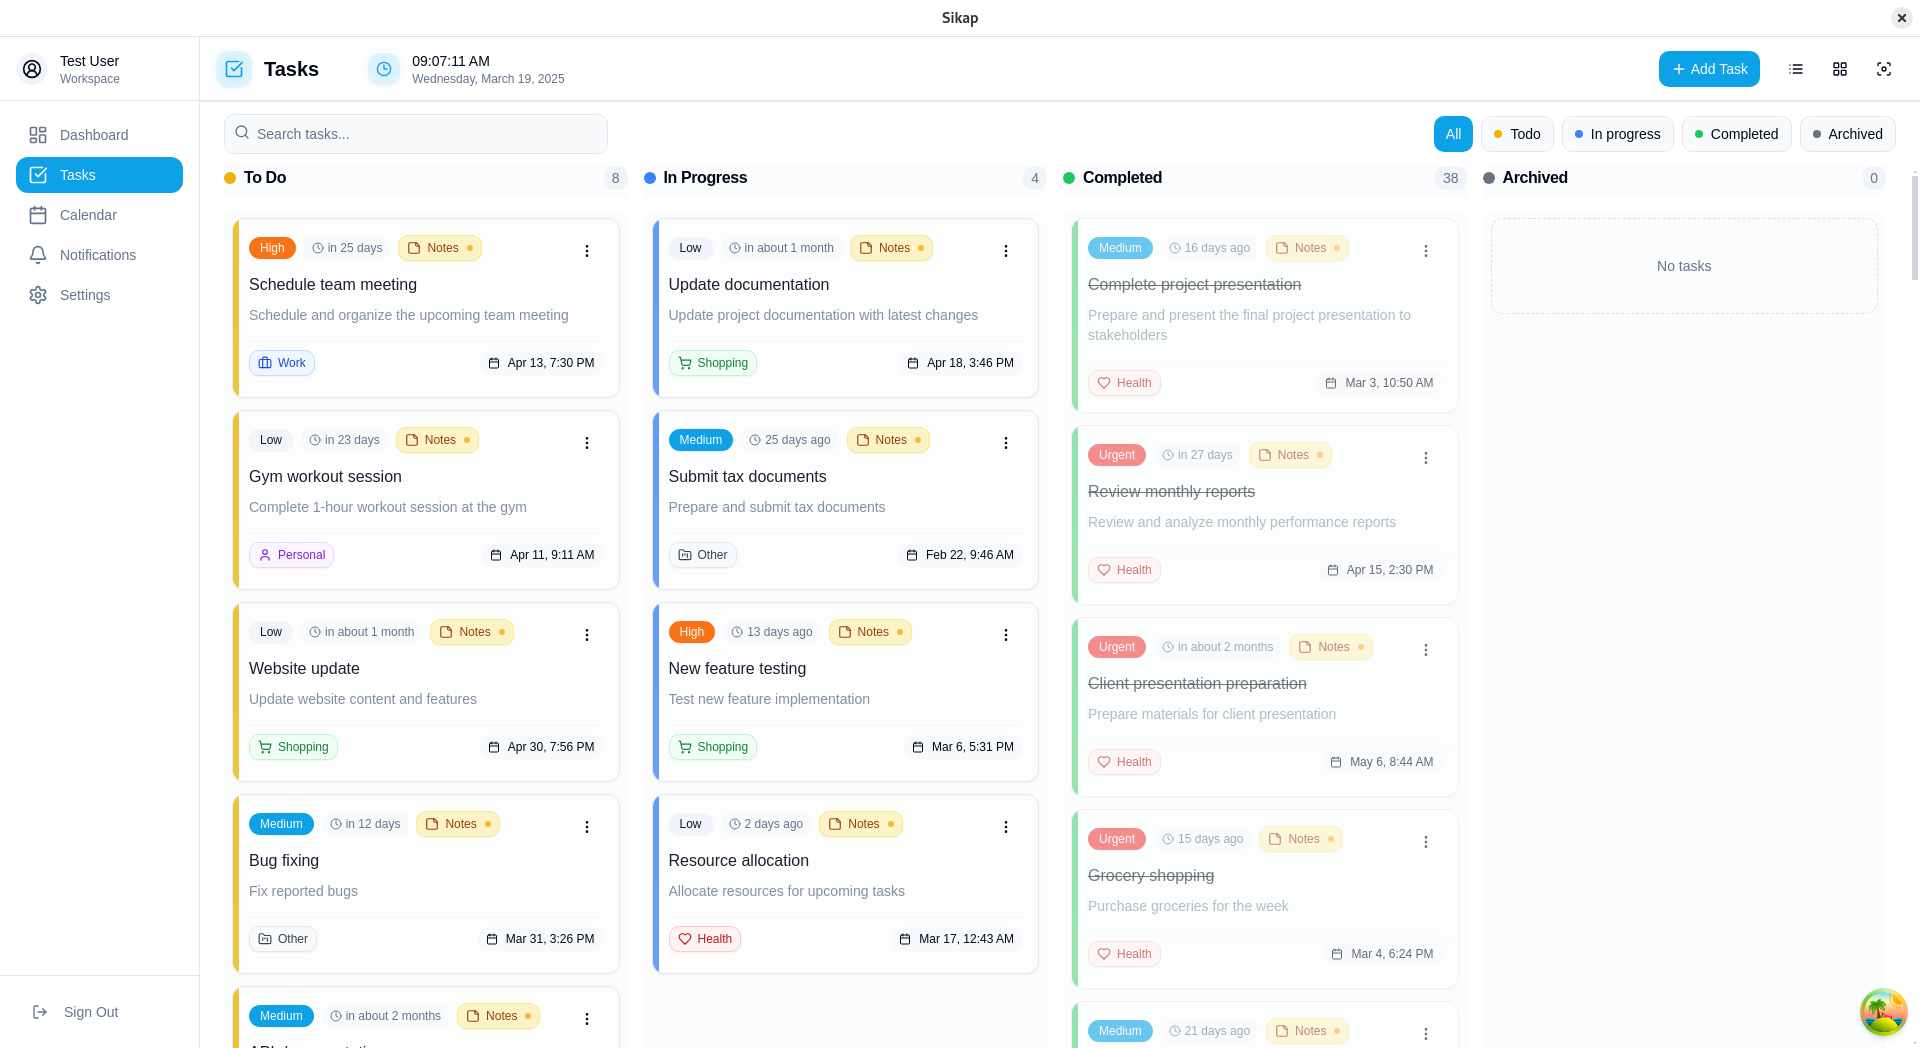 Sikap
Test User
Workspace
Dashboard
Tasks
Calendar
Notifications
Settings
Sign Out
Tasks
09:07:11 AM
Wednesday, March 19, 2025
Add Task
Search tasks...
All
Todo
In progress
Completed
Archived
To Do
8
High
in 25 days
Notes
Schedule team meeting
Schedule and organize the upcoming team meeting
Work
Apr 13, 7:30 PM
Low
in 23 days
Notes
Gym workout session
Complete 1-hour workout session at the gym
Personal
Apr 11, 9:11 AM
Low
in about 1 month
Notes
Website update
Update website content and features
Shopping
Apr 30, 7:56 PM
Medium
in 12 days
Notes
Bug fixing
Fix reported bugs
Other
Mar 31, 3:26 PM
Medium
in about 2 months
Notes
In Progress
4
Low
in about 1 month
Notes
Update documentation
Update project documentation with latest changes
Shopping
Apr 18, 3:46 PM
Medium
25 days ago
Notes
Submit tax documents
Prepare and submit tax documents
Other
Feb 22, 9:46 AM
High
13 days ago
Notes
New feature testing
Test new feature implementation
Shopping
Mar 6, 5:31 PM
Low
2 days ago
Notes
Resource allocation
Allocate resources for upcoming tasks
Health
Mar 17, 12:43 AM
Completed
38
Medium
16 days ago
Notes
Complete project presentation
Prepare and present the final project presentation to
stakeholders
Health
Mar 3, 10:50 AM
Urgent
in 27 days
Notes
Review monthly reports
Review and analyze monthly performance reports
Health
Apr 15, 2:30 PM
Urgent
in about 2 months
Notes
Client presentation preparation
Prepare materials for client presentation
Health
May 6, 8:44 AM
Urgent
15 days ago
Notes
Grocery shopping
Purchase groceries for the week
Health
Mar 4, 6:24 PM
Medium
21 days ago
Notes
Archived
0
No tasks